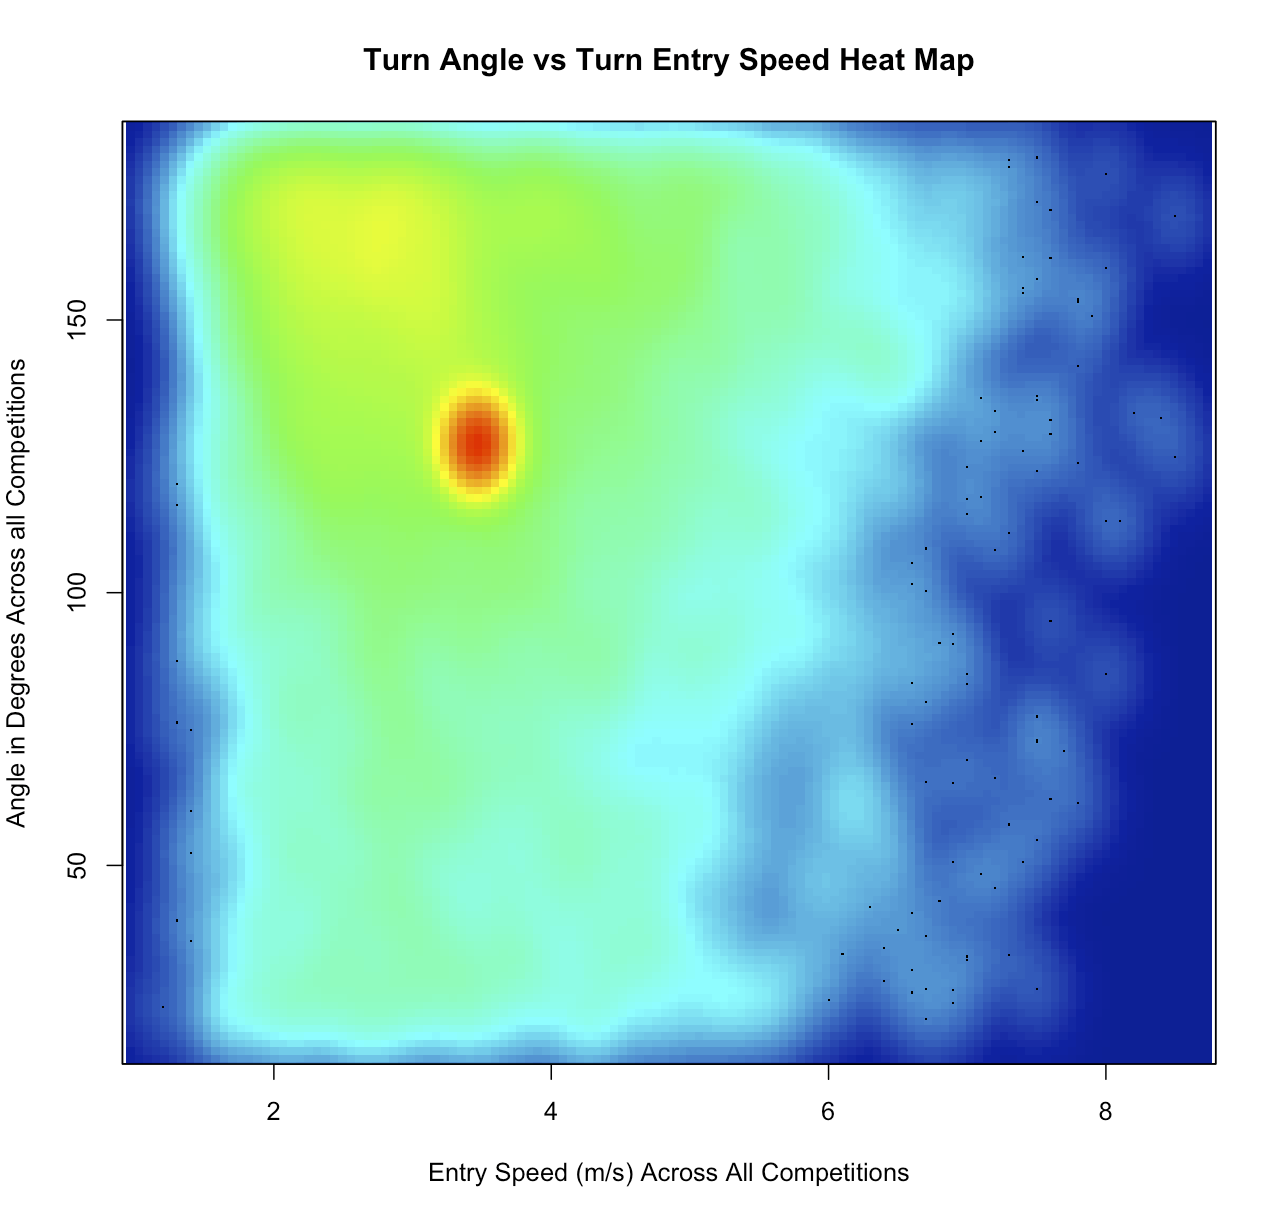 Turn Angle vs Turn Entry Speed Heat Map
Angle in Degrees Across all Competitions
150
100
50
2 4 6 8
Entry Speed (m/s) Across All Competitions